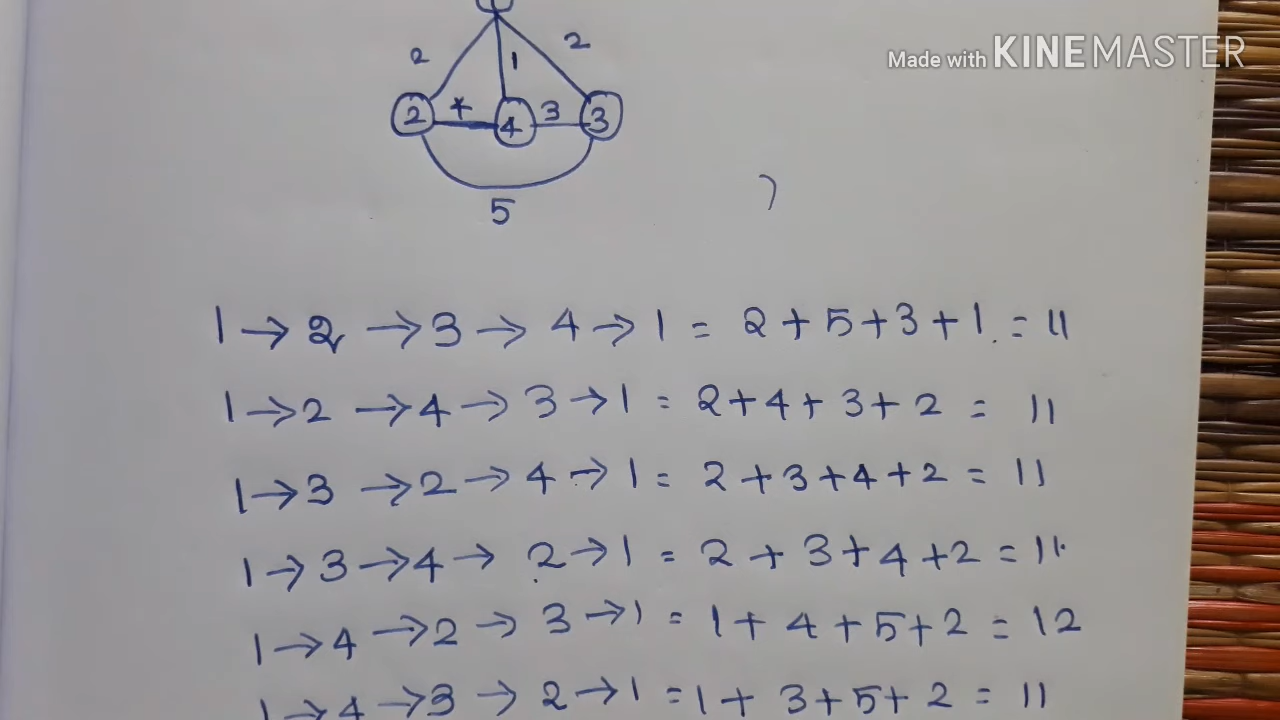 Made with KINEMASTER
2
1
2
2
4
4
3
3
5
1 → 2 → 3 → 4 → 1 = 2 + 5 + 3 + 1 = 11
1 → 2 → 4 → 3 → 1 = 2 + 4 + 3 + 2 = 11
1 → 3 → 2 → 4 → 1 = 2 + 3 + 4 + 2 = 11
1 → 3 → 4 → 2 → 1 = 2 + 3 + 4 + 2 = 11
1 → 4 → 2 → 3 → 1 = 1 + 4 + 5 + 2 = 12
1 → 4 → 3 → 2 → 1 = 1 + 3 + 5 + 2 = 11